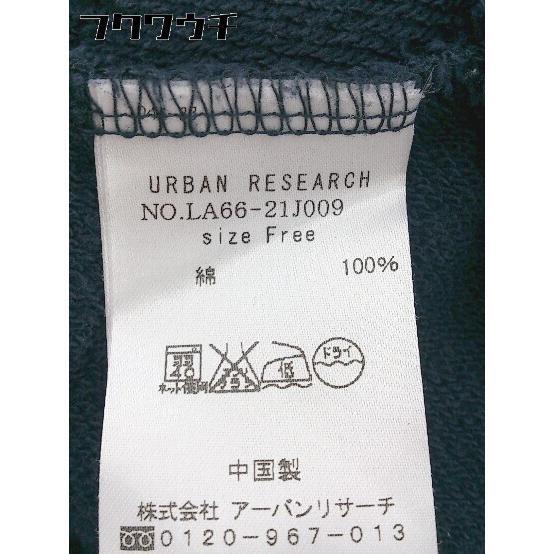 フクワウチ
URBAN RESEARCH
NO.LA66-21J009
size Free
綿 100%
40 低 ドライ
ネット使用
中国製
株式会社 アーバンリサーチ
0120-967-013